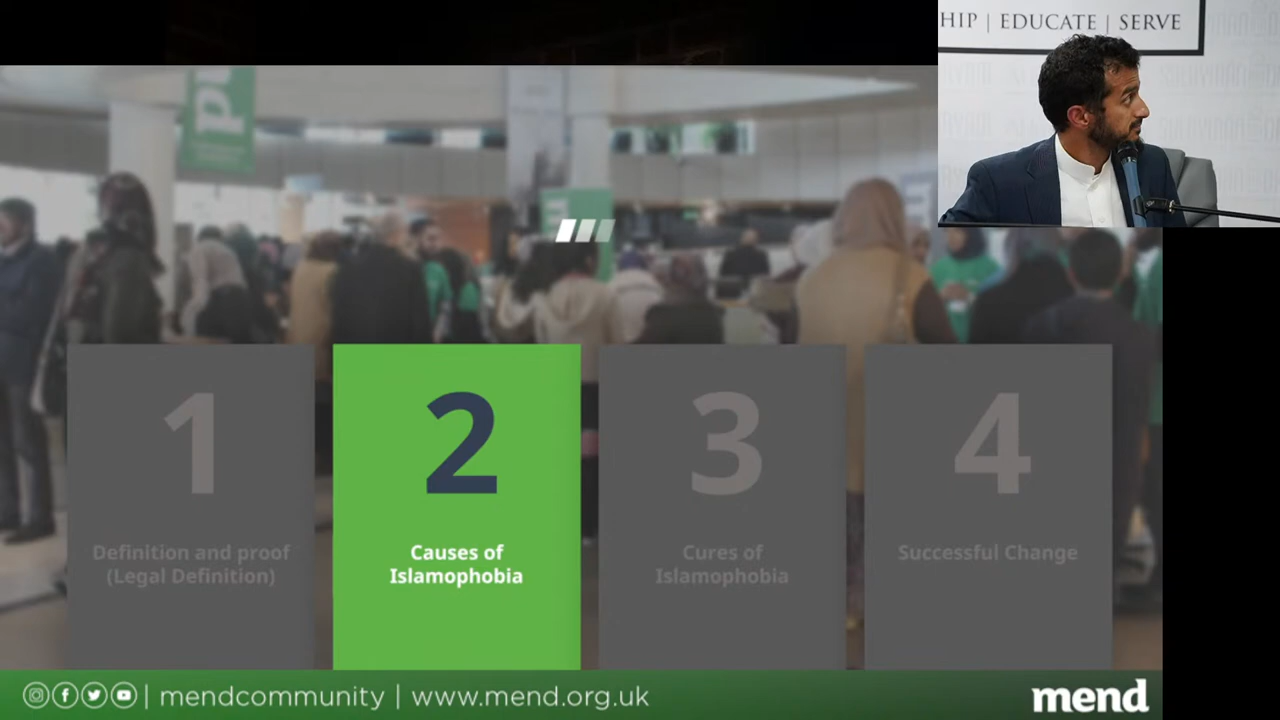 HIP | EDUCATE | SERVE
1
Definition and proof
(Legal Definition)
2
Causes of
Islamophobia
3
Cures of
Islamophobia
4
Successful Change
| mendcommunity | www.mend.org.uk
mend